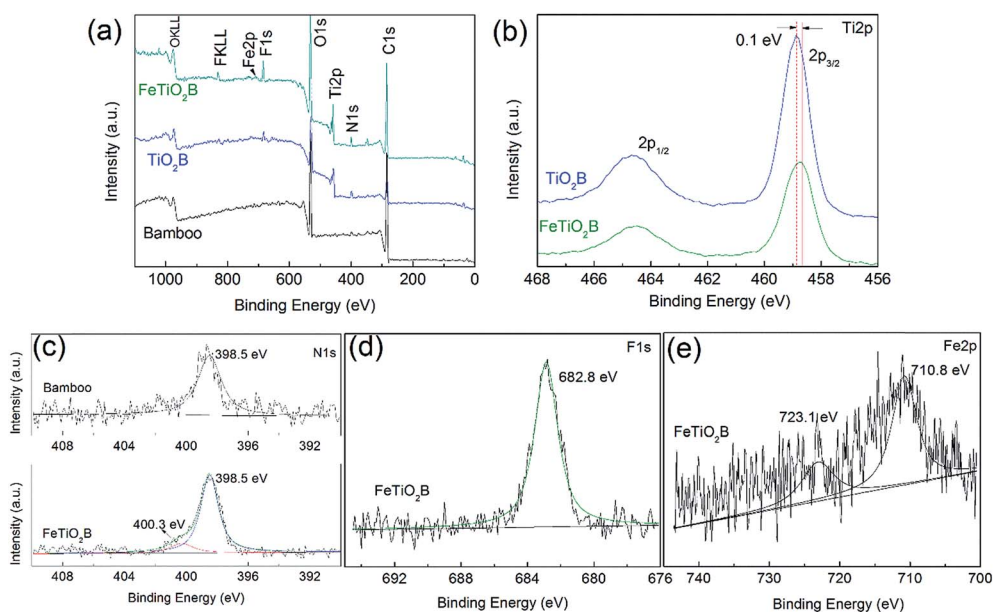 (a)
OKLL
FKLL
Fe2p
F1s
O1s
Ti2p
N1s
C1s
FeTiO₂B
TiO₂B
Bamboo
Intensity (a.u.)
1000 800 600 400 200 0
Binding Energy (eV)
(b)
Ti2p
0.1 eV
2p₃/₂
2p₁/₂
TiO₂B
FeTiO₂B
Intensity (a.u.)
468 466 464 462 460 458 456
Binding Energy (eV)
(c)
N1s
398.5 eV
Bamboo
Intensity (a.u.)
408 404 400 396 392
398.5 eV
400.3 eV
FeTiO₂B
Intensity (a.u.)
408 404 400 396 392
Binding Energy (eV)
(d)
F1s
682.8 eV
FeTiO₂B
Intensity (a.u.)
692 688 684 680 676
Binding Energy (eV)
(e)
Fe2p
710.8 eV
723.1 eV
FeTiO₂B
Intensity (a.u.)
740 730 720 710 700
Binding Energy (eV)